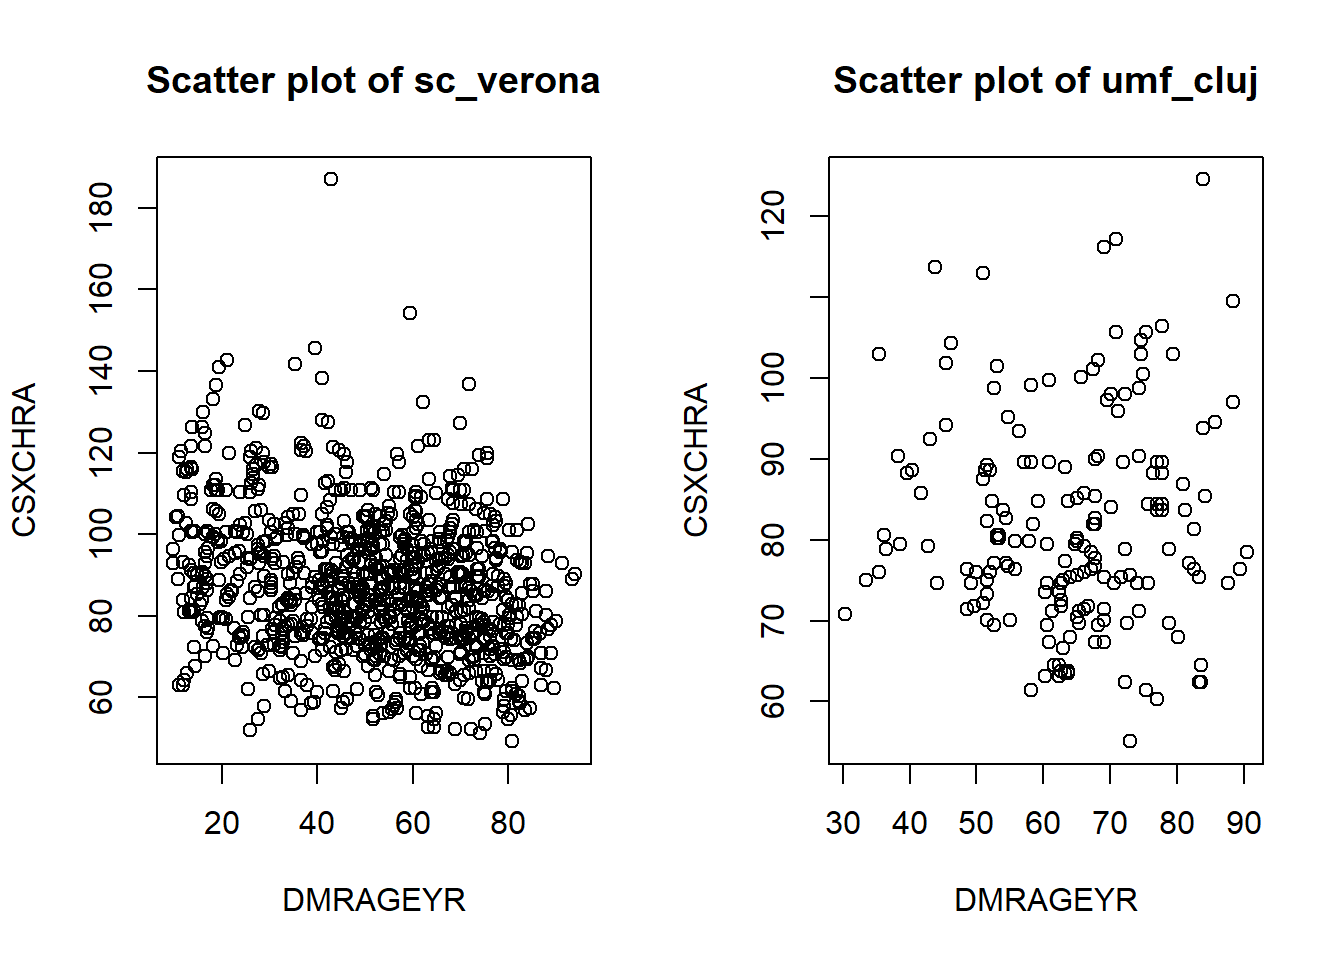 Scatter plot of sc_verona
CSXCHRA
180
160
140
120
100
80
60
20 40 60 80
DMRAGEYR
Scatter plot of umf_cluj
CSXCHRA
120
100
90
80
70
60
30 40 50 60 70 80 90
DMRAGEYR